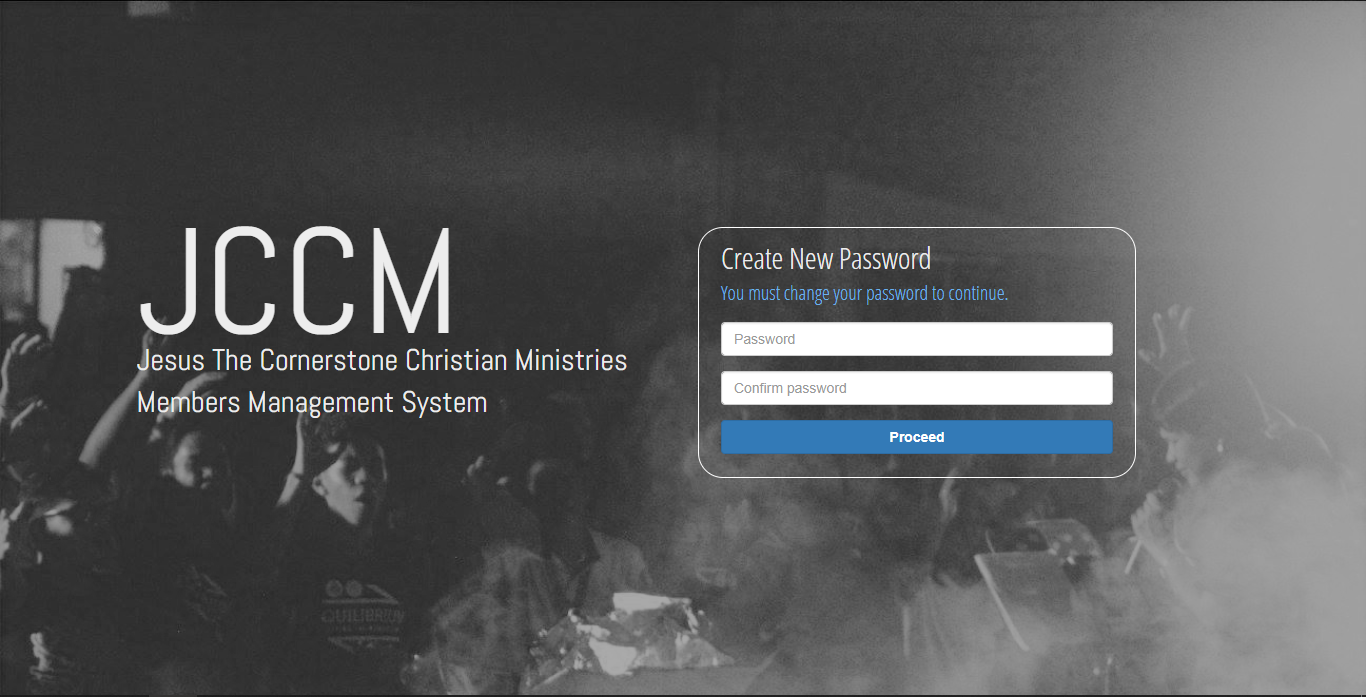 JCCM
Jesus The Cornerstone Christian Ministries
Members Management System
Create New Password
You must change your password to continue.
Password
Confirm password
Proceed